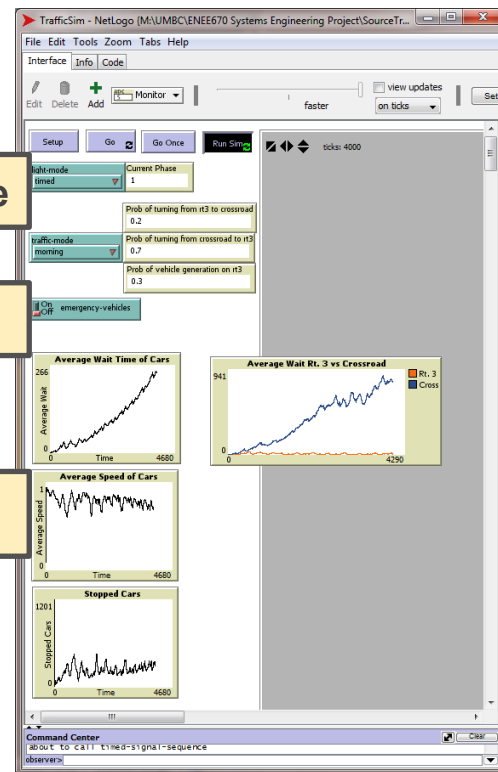 TrafficSim - NetLogo {M:\UMBC\ENEE670 Systems Engineering Project\SourceTr...
File Edit Tools Zoom Tabs Help
Interface Info Code
Edit Delete Add
Monitor
faster
view updates
on ticks
Set
Setup Go Go Once Run Sim
ticks: 4000
light-mode
timed
Current Phase
1
e
Prob of turning from rt3 to crossroad
0.2
traffic-mode
morning
Prob of turning from crossroad to rt3
0.7
Prob of vehicle generation on rt3
0.3
On
Off
emergency-vehicles
Average Wait Time of Cars
266
Average Wait
0
0 Time 4680
Average Wait Rt. 3 vs Crossroad
941
Rt. 3
Cross
0
0 4290
Average Speed of Cars
1
Average Speed
0
0 Time 4680
Stopped Cars
1201
Stopped Cars
0
0 Time 4680
Command Center
Clear
about to call timed-signal-sequence
observer>